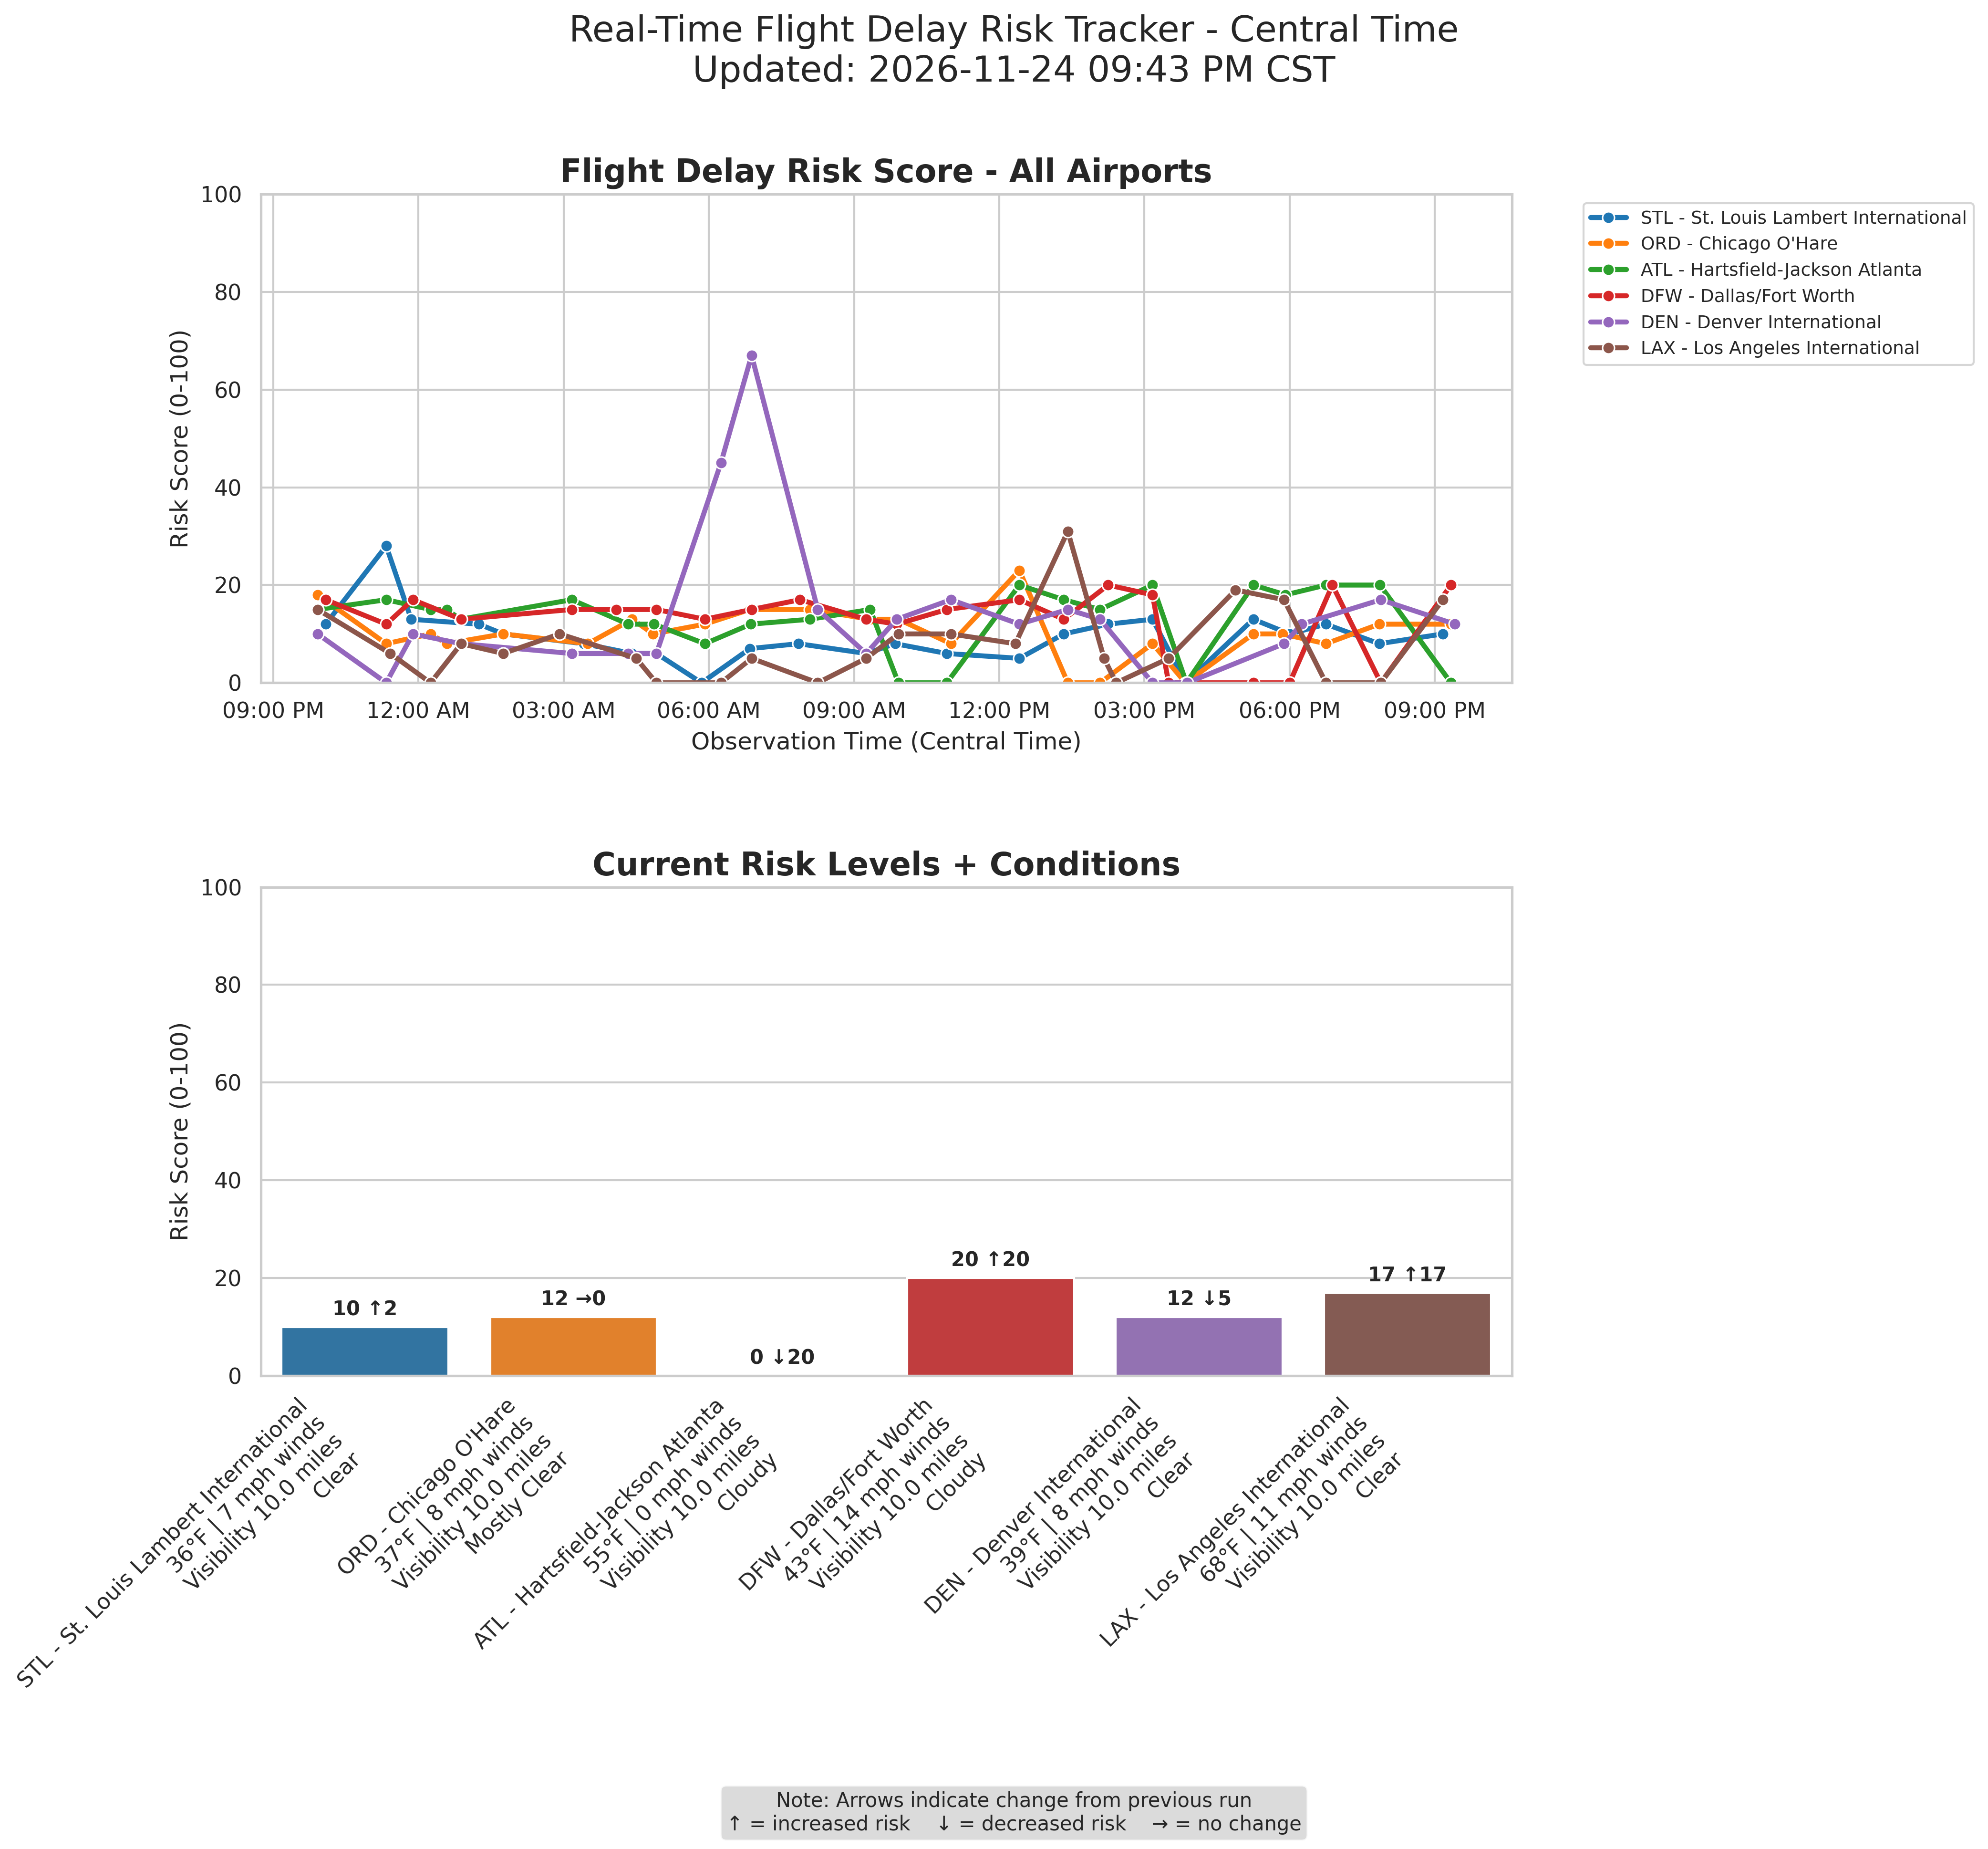 Real-Time Flight Delay Risk Tracker - Central Time
Updated: 2026-11-24 09:43 PM CST
Flight Delay Risk Score - All Airports
100
80
60
40
20
0
Risk Score (0-100)
09:00 PM
12:00 AM
03:00 AM
06:00 AM
09:00 AM
12:00 PM
03:00 PM
06:00 PM
09:00 PM
Observation Time (Central Time)
STL - St. Louis Lambert International
ORD - Chicago O'Hare
ATL - Hartsfield-Jackson Atlanta
DFW - Dallas/Fort Worth
DEN - Denver International
LAX - Los Angeles International
Current Risk Levels + Conditions
100
80
60
40
20
0
Risk Score (0-100)
10 ↑2
12 →0
0 ↓20
20 ↑20
12 ↓5
17 ↑17
STL - St. Louis Lambert International
36°F | 7 mph winds
Visibility 10.0 miles
Clear
ORD - Chicago O'Hare
37°F | 8 mph winds
Visibility 10.0 miles
Mostly Clear
ATL - Hartsfield-Jackson Atlanta
55°F | 0 mph winds
Visibility 10.0 miles
Cloudy
DFW - Dallas/Fort Worth
43°F | 14 mph winds
Visibility 10.0 miles
Cloudy
DEN - Denver International
39°F | 8 mph winds
Visibility 10.0 miles
Clear
LAX - Los Angeles International
68°F | 11 mph winds
Visibility 10.0 miles
Clear
Note: Arrows indicate change from previous run
↑ = increased risk ↓ = decreased risk → = no change